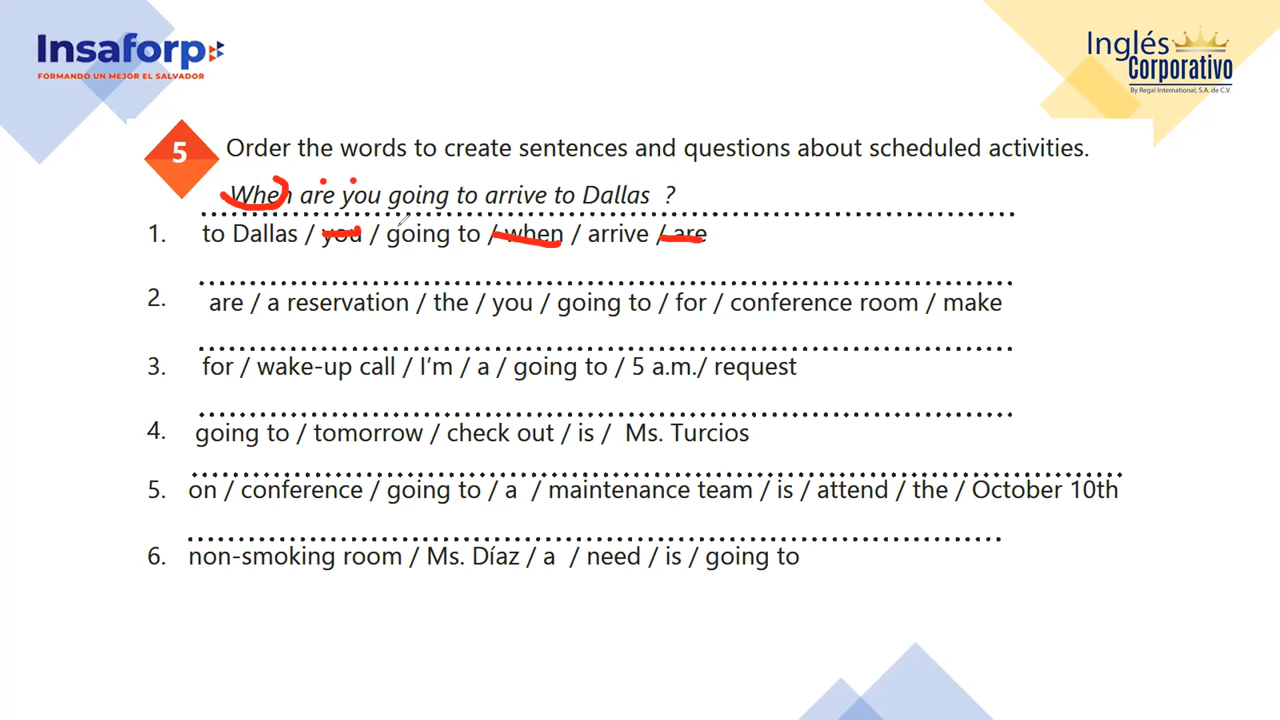 Insaforp
FORMANDO UN MEJOR EL SALVADOR
Inglés
Corporativo
By Regal International, S.A. de C.V.
5
Order the words to create sentences and questions about scheduled activities.
When are you going to arrive to Dallas ?
1. to Dallas / you / going to / when / arrive / are
2. are / a reservation / the / you / going to / for / conference room / make
3. for / wake-up call / I'm / a / going to / 5 a.m./ request
4. going to / tomorrow / check out / is / Ms. Turcios
5. on / conference / going to / a / maintenance team / is / attend / the / October 10th
6. non-smoking room / Ms. Díaz / a / need / is / going to